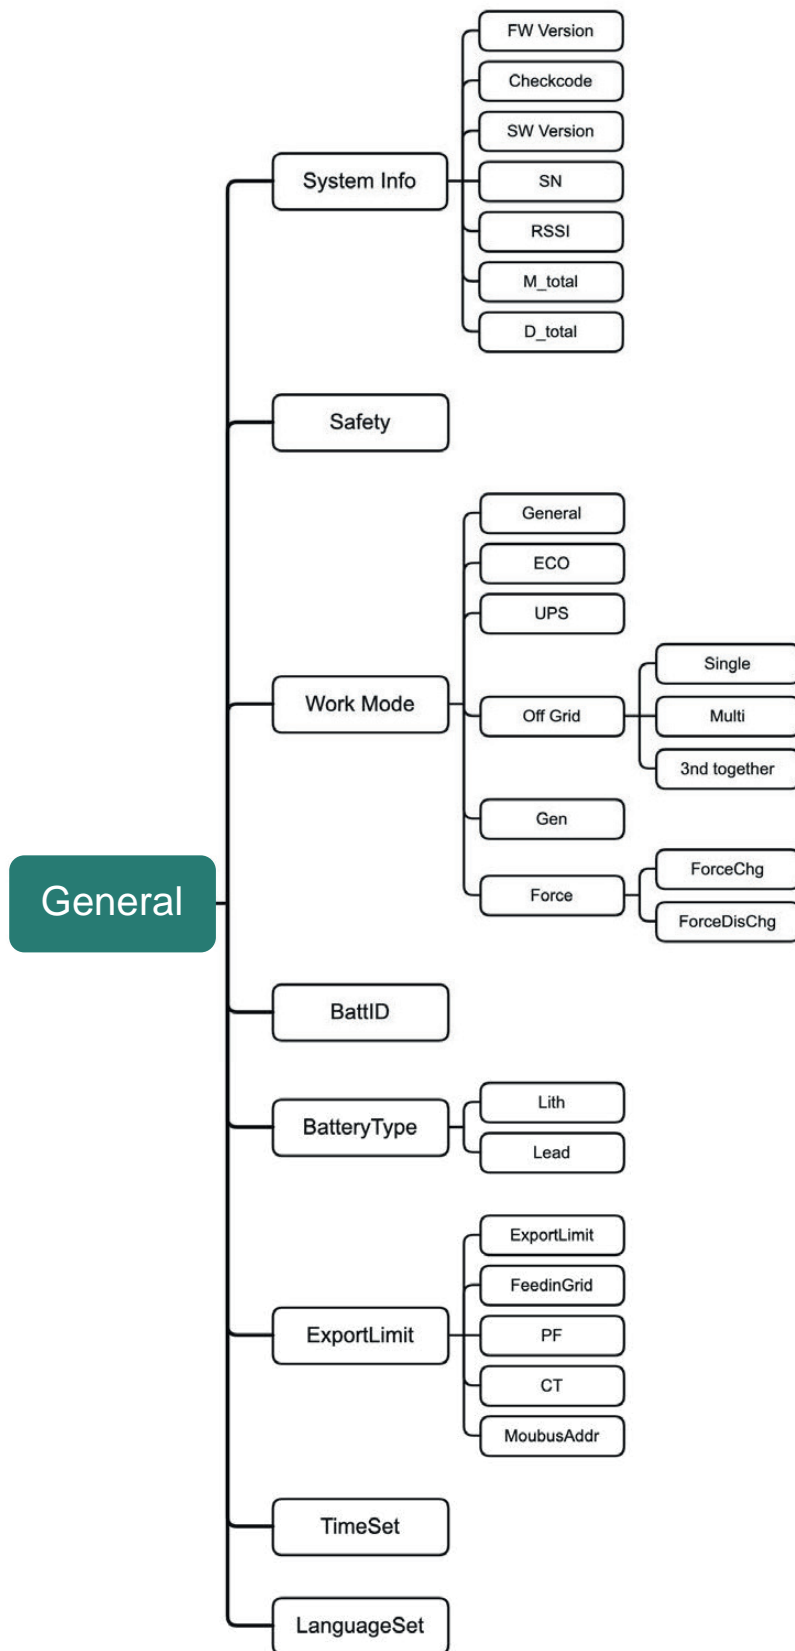 FW Version
Checkcode
SW Version
System Info
SN
RSSI
M_total
D_total
Safety
General
ECO
UPS
Single
Work Mode
Off Grid
Multi
3nd together
Gen
ForceChg
Force
General
ForceDisChg
BattID
Lith
BatteryType
Lead
ExportLimit
FeedinGrid
ExportLimit
PF
CT
MoubusAddr
TimeSet
LanguageSet